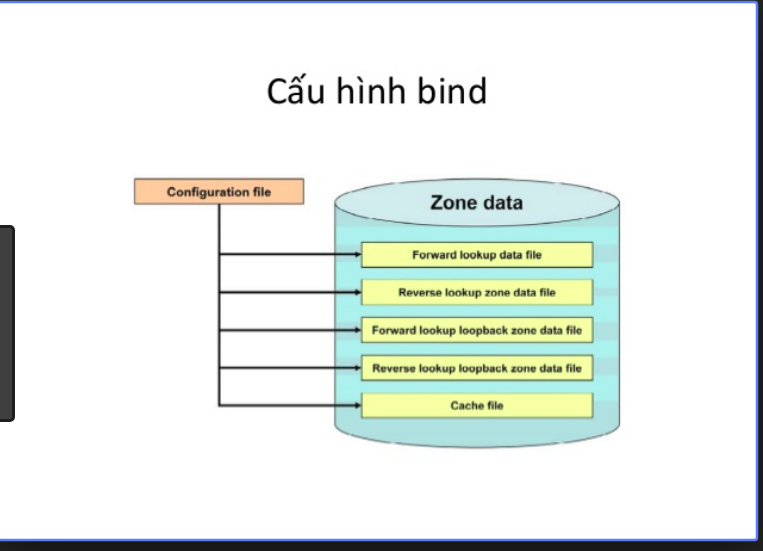 Cấu hình bind
Configuration file
Zone data
Forward lookup data file
Reverse lookup zone data file
Forward lookup loopback zone data file
Reverse lookup loopback zone data file
Cache file